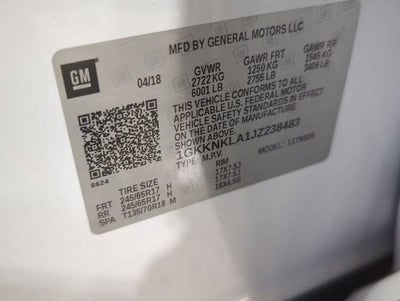 MFD BY GENERAL MOTORS LLC
GM
04/18 GVWR GAWR FRT GAWR RR
2722 KG 1250 KG 1545 KG
6001 LB 2755 LB 3406 LB
THIS VEHICLE CONFORMS TO ALL APPLICABLE U.S. FEDERAL MOTOR
VEHICLE SAFETY STANDARDS IN EFFECT ON THE DATE OF MANUFACTURE
SHOWN ABOVE.
1GKKNKLA1JZ238483
TYPE: M.P.V.
8624
TIRE SIZE RIM
FRT 245/65R17 H 17X7.5J
RR 245/65R17 H 17X7.5J
SPA T135/70R18 M 18X4.5B